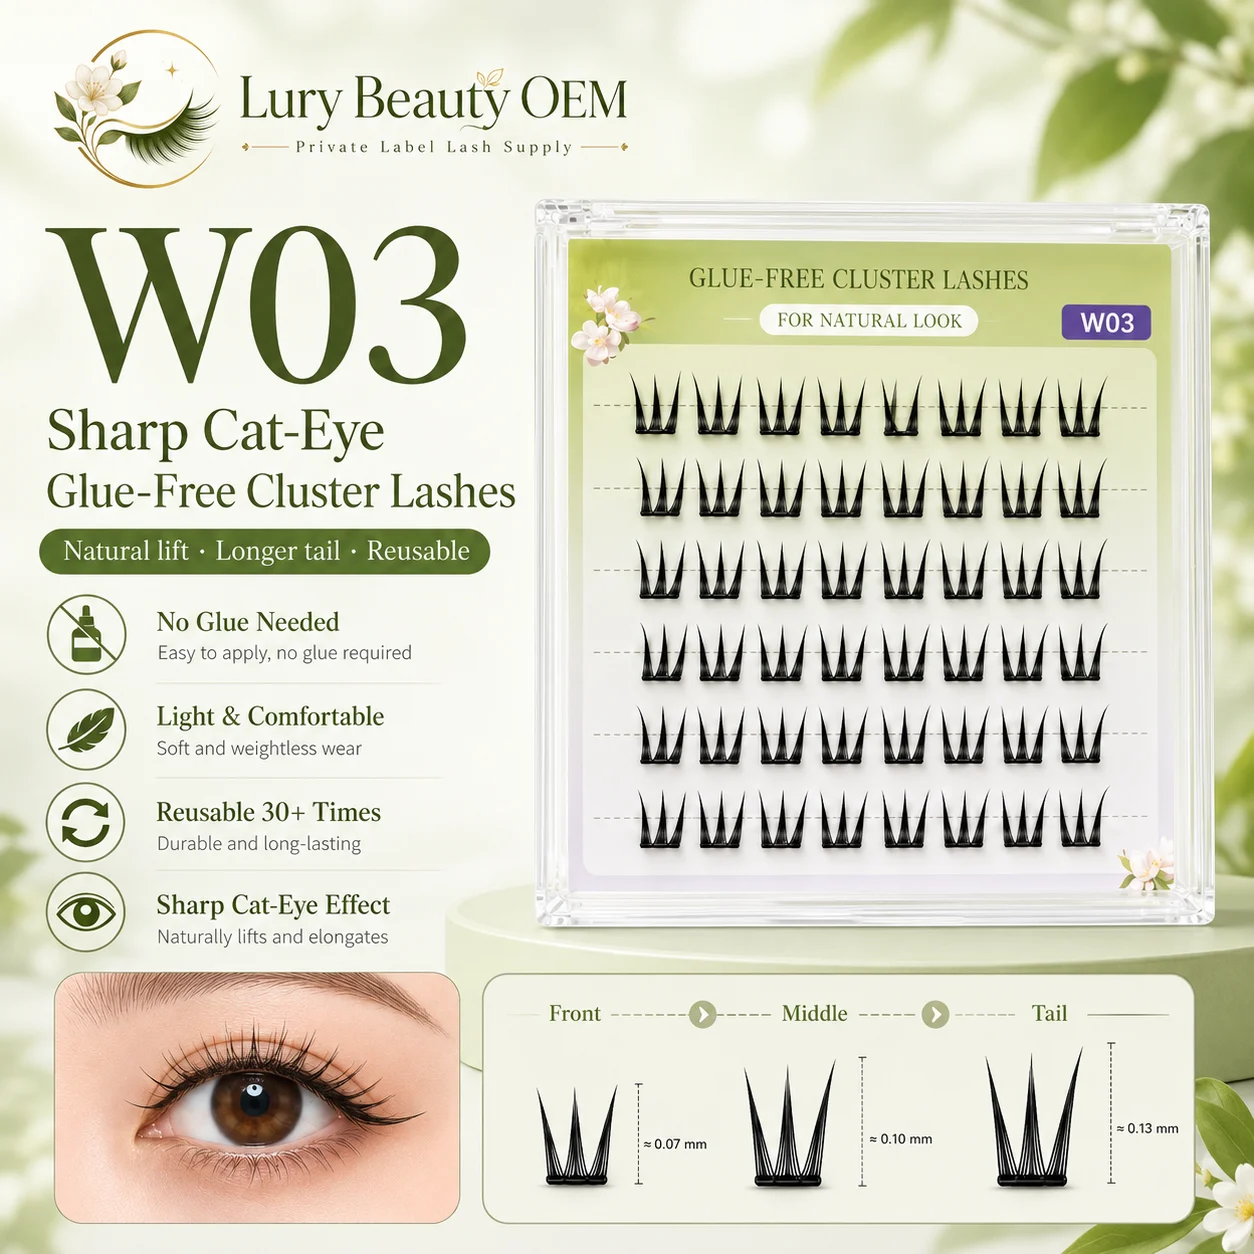 Lury Beauty OEM
Private Label Lash Supply
W03
Sharp Cat-Eye
Glue-Free Cluster Lashes
Natural lift · Longer tail · Reusable
No Glue Needed
Easy to apply, no glue required
Light & Comfortable
Soft and weightless wear
Reusable 30+ Times
Durable and long-lasting
Sharp Cat-Eye Effect
Naturally lifts and elongates
GLUE-FREE CLUSTER LASHES
FOR NATURAL LOOK
W03
Front
Middle
Tail
≈ 0.07 mm
≈ 0.10 mm
≈ 0.13 mm